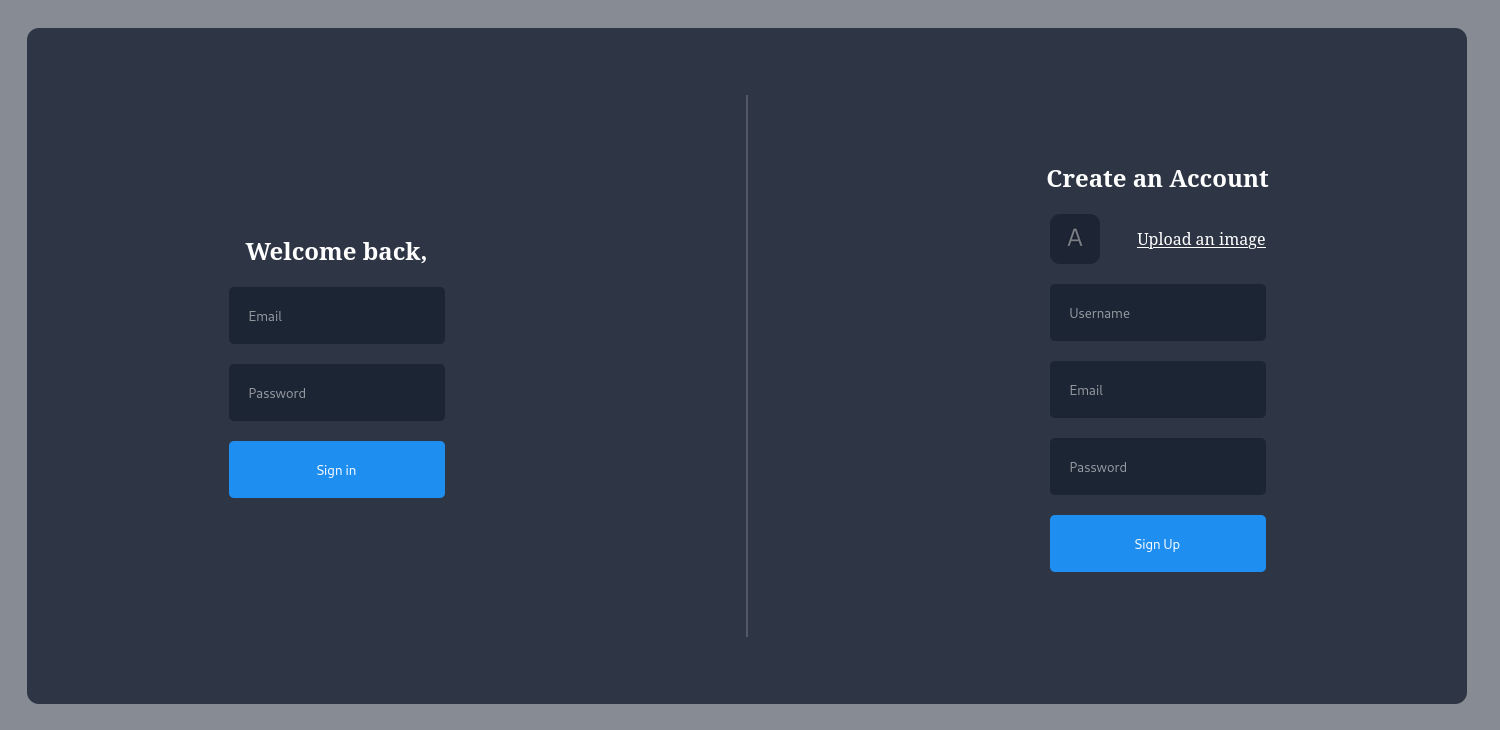 Welcome back,
Email
Password
Sign in
Create an Account
A
Upload an image
Username
Email
Password
Sign Up